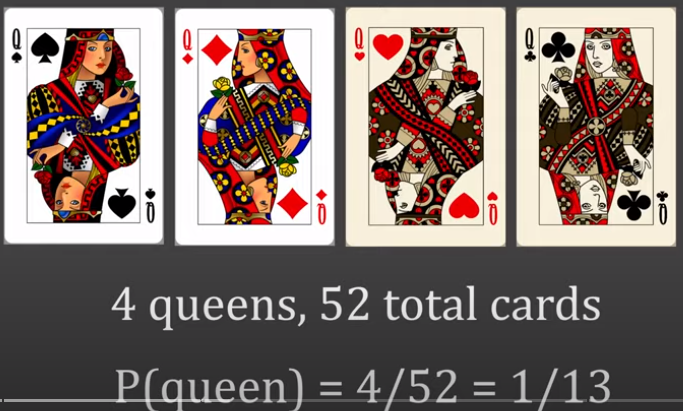 Q Q Q Q
Q Q Q Q
4 queens, 52 total cards
P(queen) = 4/52 = 1/13